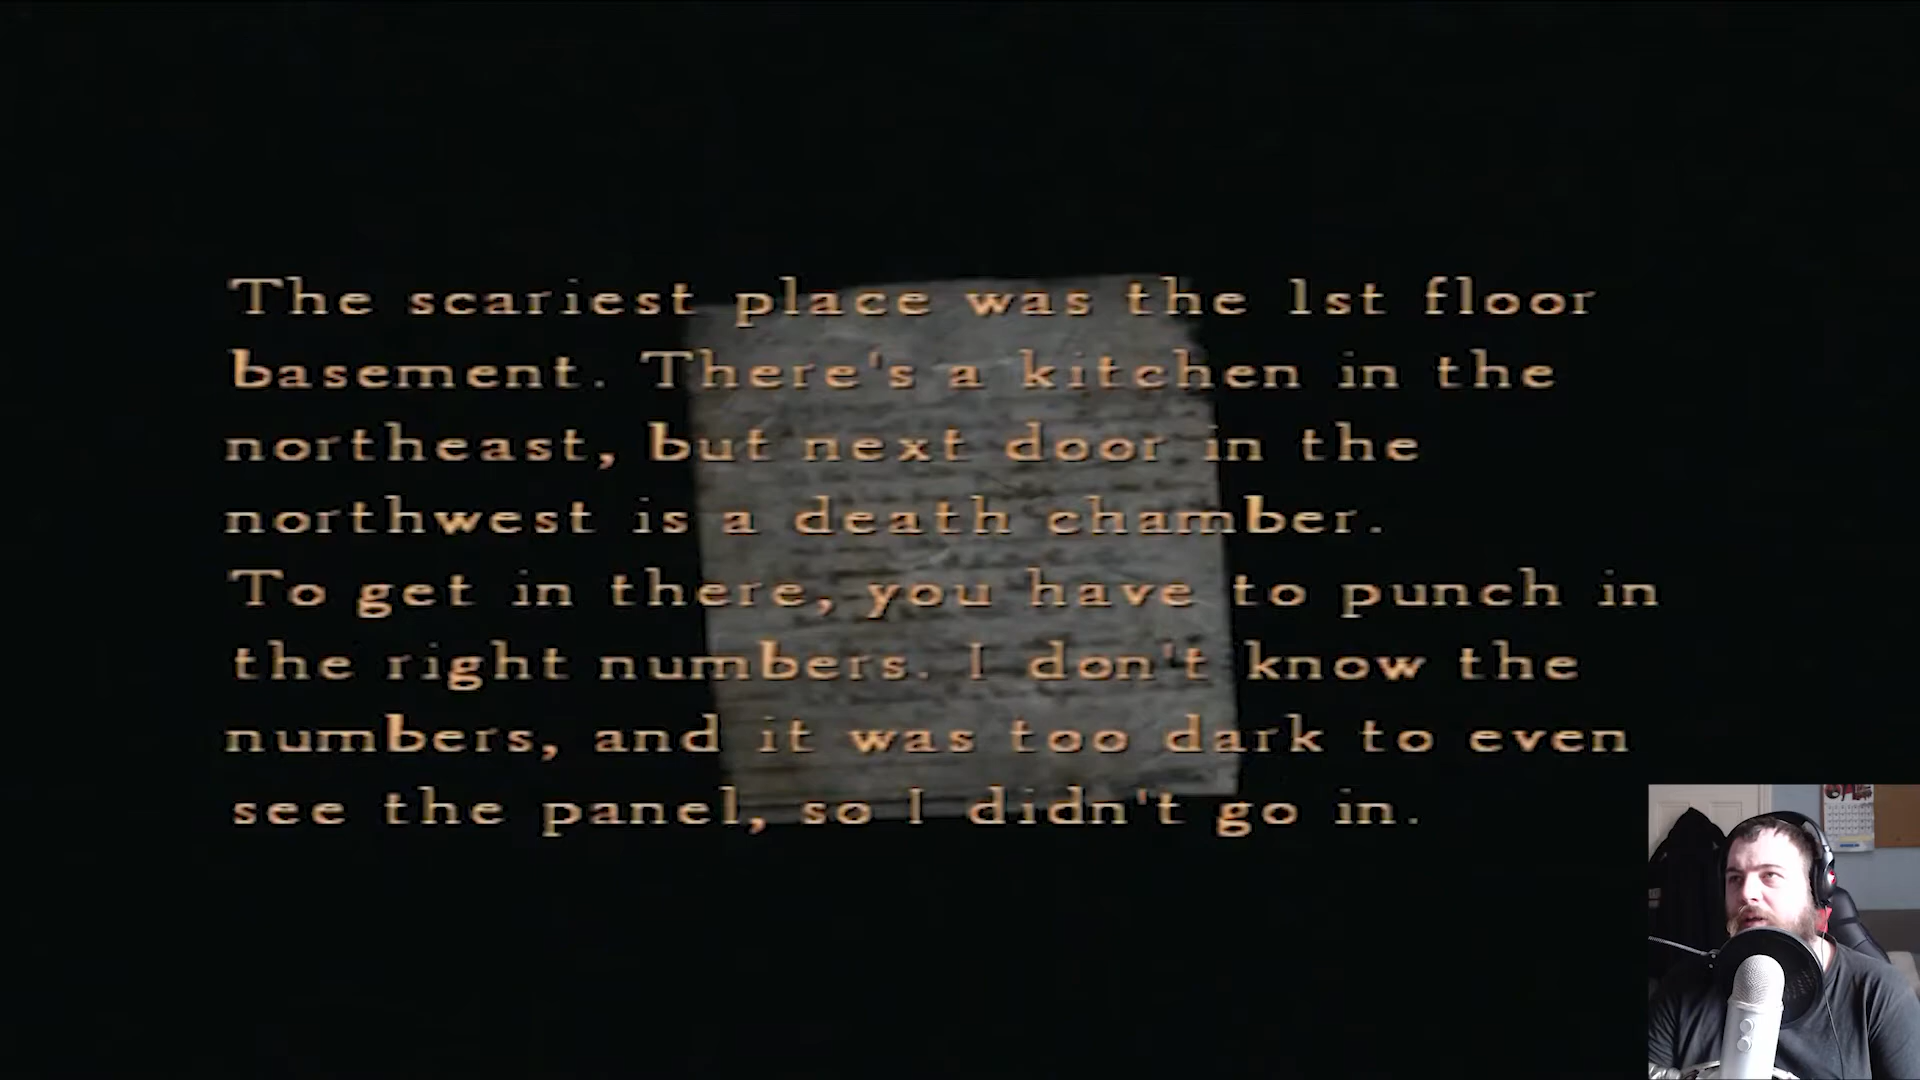 The scariest place was the 1st floor
basement. There's a kitchen in the
northeast, but next door in the
northwest is a death chamber.
To get in there, you have to punch in
the right numbers. I don't know the
numbers, and it was too dark to even
see the panel, so I didn't go in.